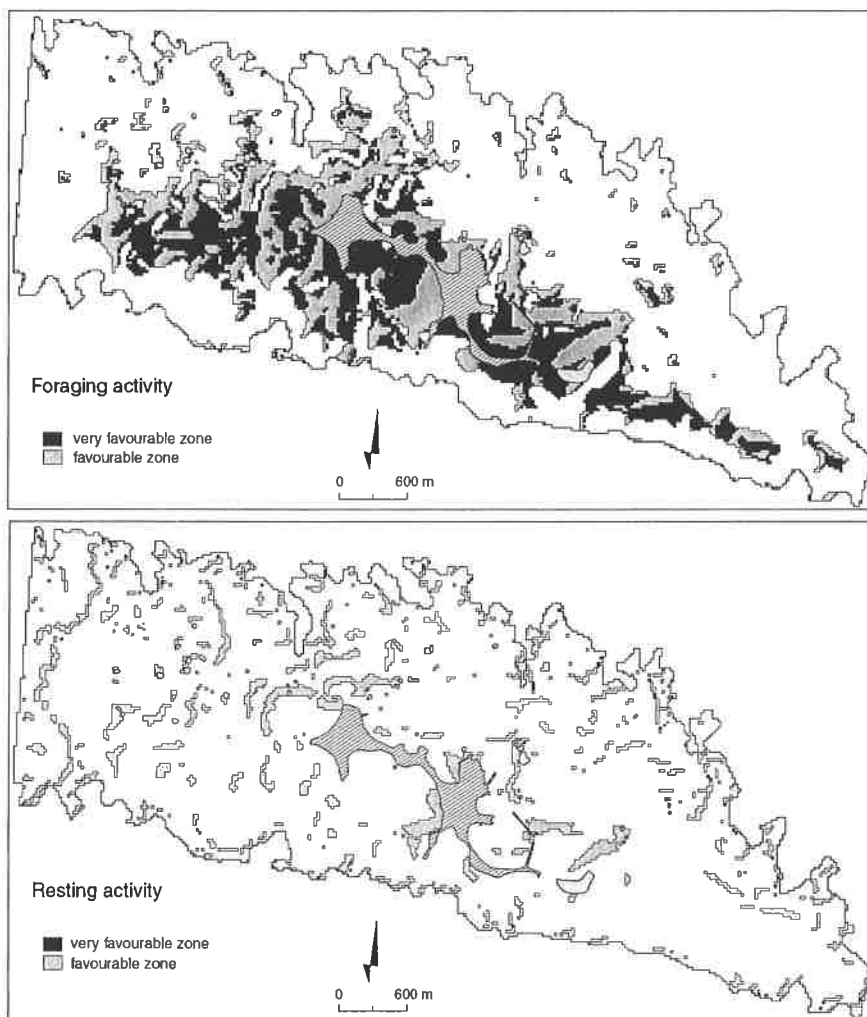 Foraging activity
very favourable zone
favourable zone
0 600 m
Resting activity
very favourable zone
favourable zone
0 600 m